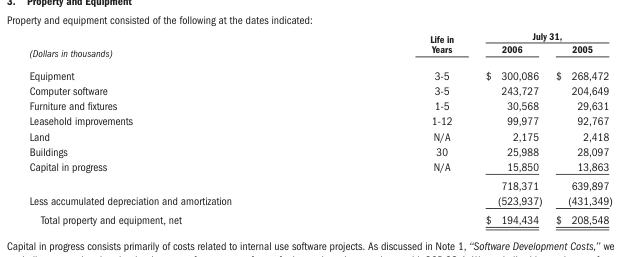 3. Property and Equipment
Property and equipment consisted of the following at the dates indicated:
Life in July 31,
(Dollars in thousands) Years 2006 2005
Equipment 3-5 $ 300,086 $ 268,472
Computer software 3-5 243,727 204,649
Furniture and fixtures 1-5 30,568 29,631
Leasehold improvements 1-12 99,977 92,767
Land N/A 2,175 2,418
Buildings 30 25,988 28,097
Capital in progress N/A 15,850 13,863
718,371 639,897
Less accumulated depreciation and amortization (523,937) (431,349)
Total property and equipment, net $ 194,434 $ 208,548
Capital in progress consists primarily of costs related to internal use software projects. As discussed in Note 1, “Software Development Costs,” we